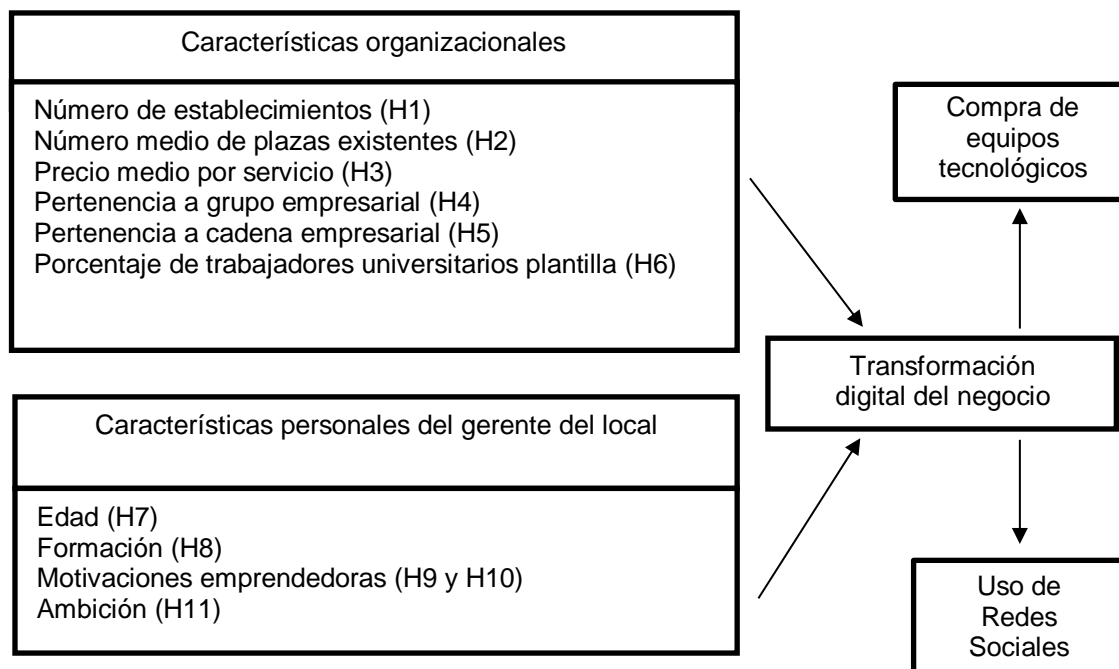 Características organizacionales
Número de establecimientos (H1)
Número medio de plazas existentes (H2)
Precio medio por servicio (H3)
Pertenencia a grupo empresarial (H4)
Pertenencia a cadena empresarial (H5)
Porcentaje de trabajadores universitarios plantilla (H6)
Características personales del gerente del local
Edad (H7)
Formación (H8)
Motivaciones emprendedoras (H9 y H10)
Ambición (H11)
Compra de
equipos
tecnológicos
Transformación
digital del negocio
Uso de
Redes
Sociales